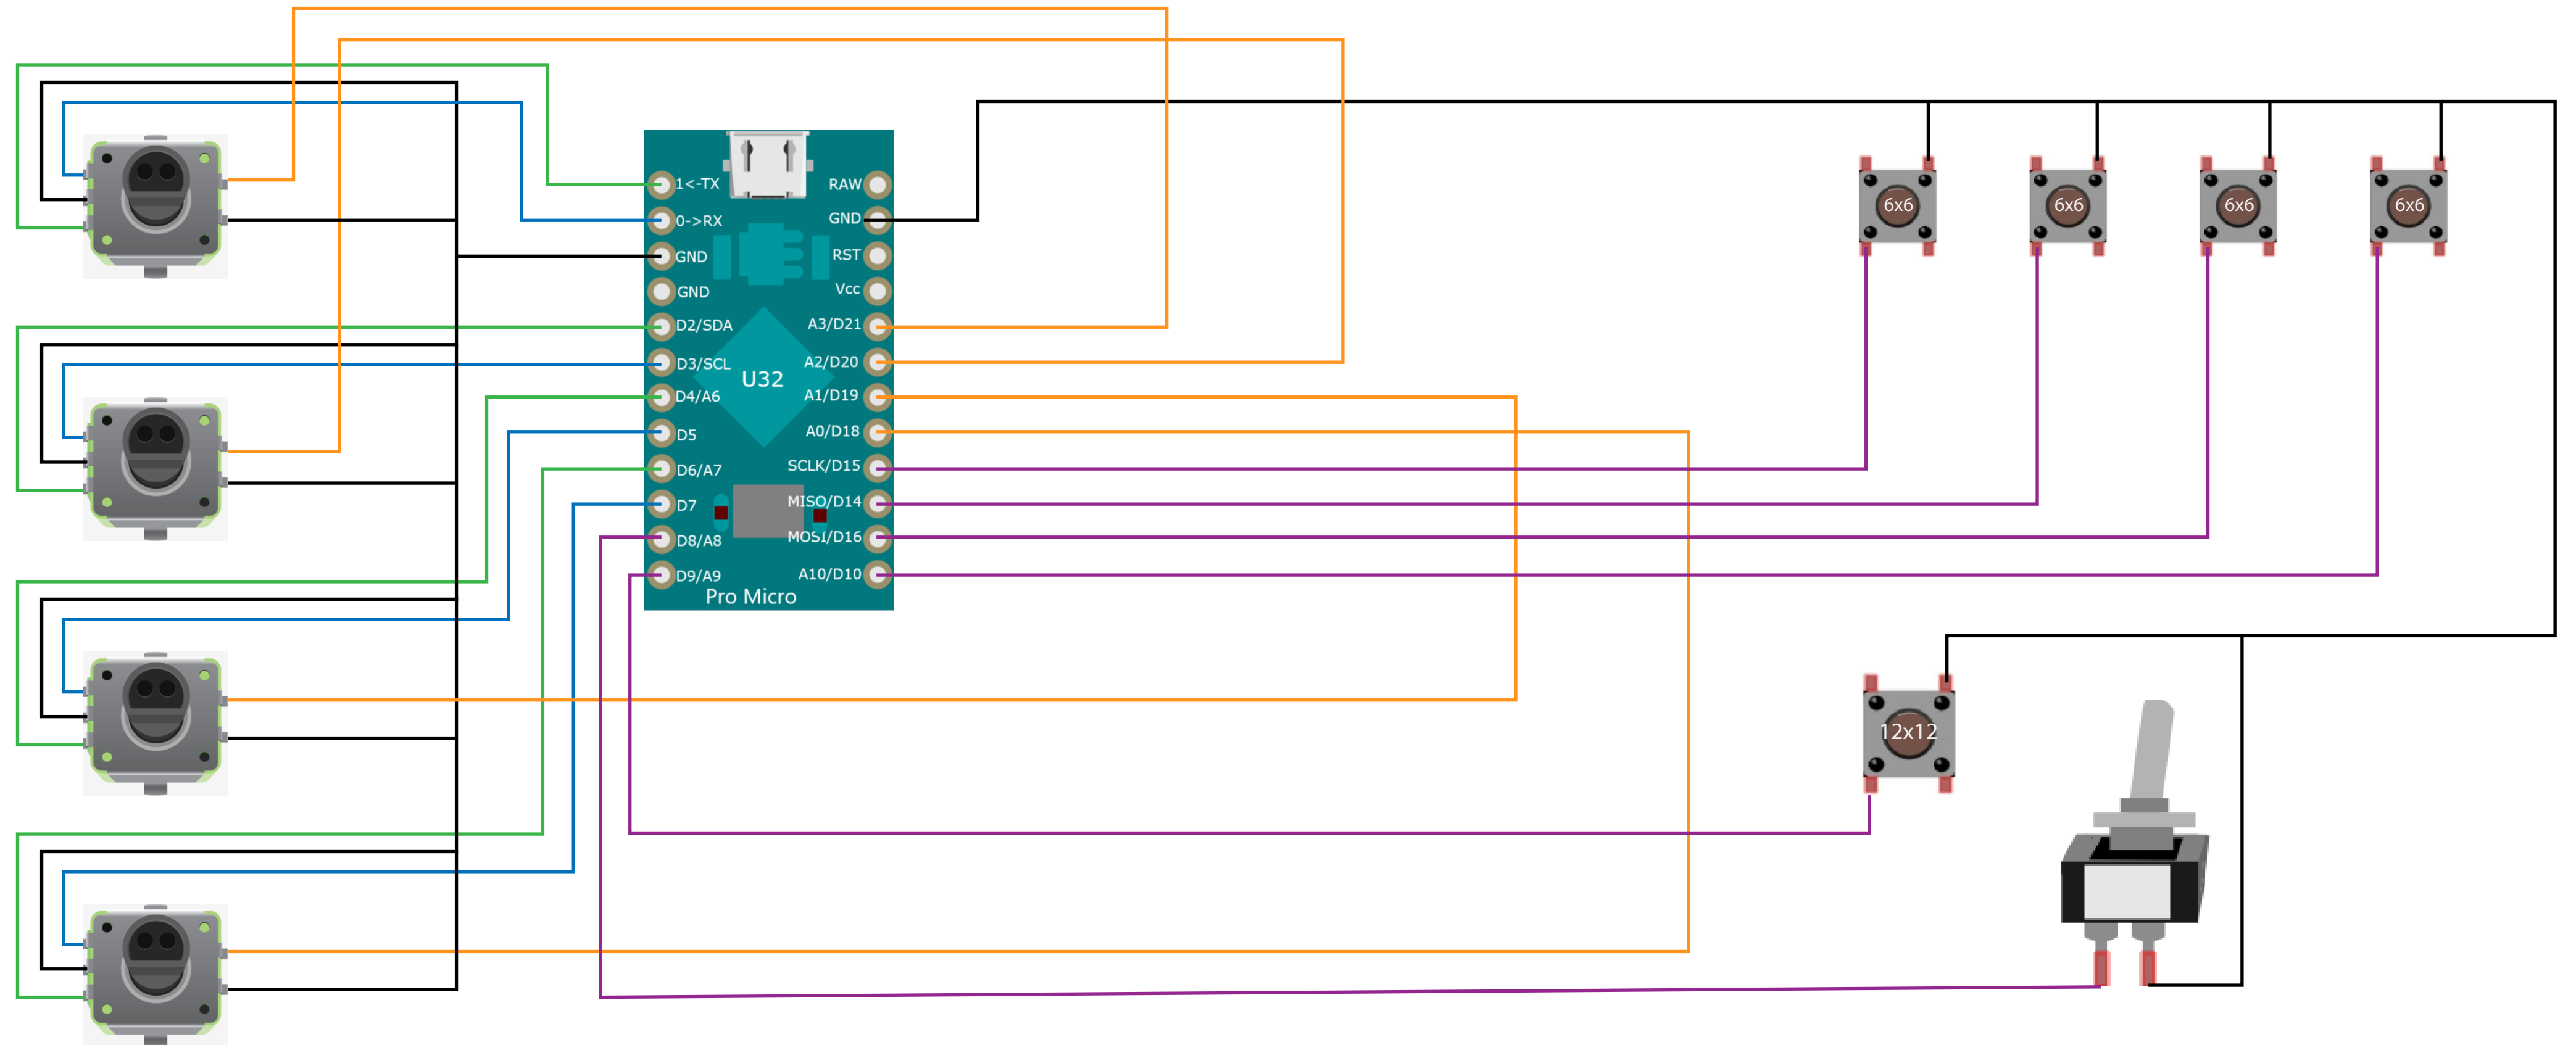 1<-TX
RAW
0->RX
GND
GND
RST
GND
Vcc
D2/SDA
A3/D21
D3/SCL
A2/D20
U32
D4/A6
A1/D19
D5
A0/D18
D6/A7
SCLK/D15
D7
MISO/D14
D8/A8
MOSI/D16
D9/A9
A10/D10
Pro Micro
6x6
6x6
6x6
6x6
12x12